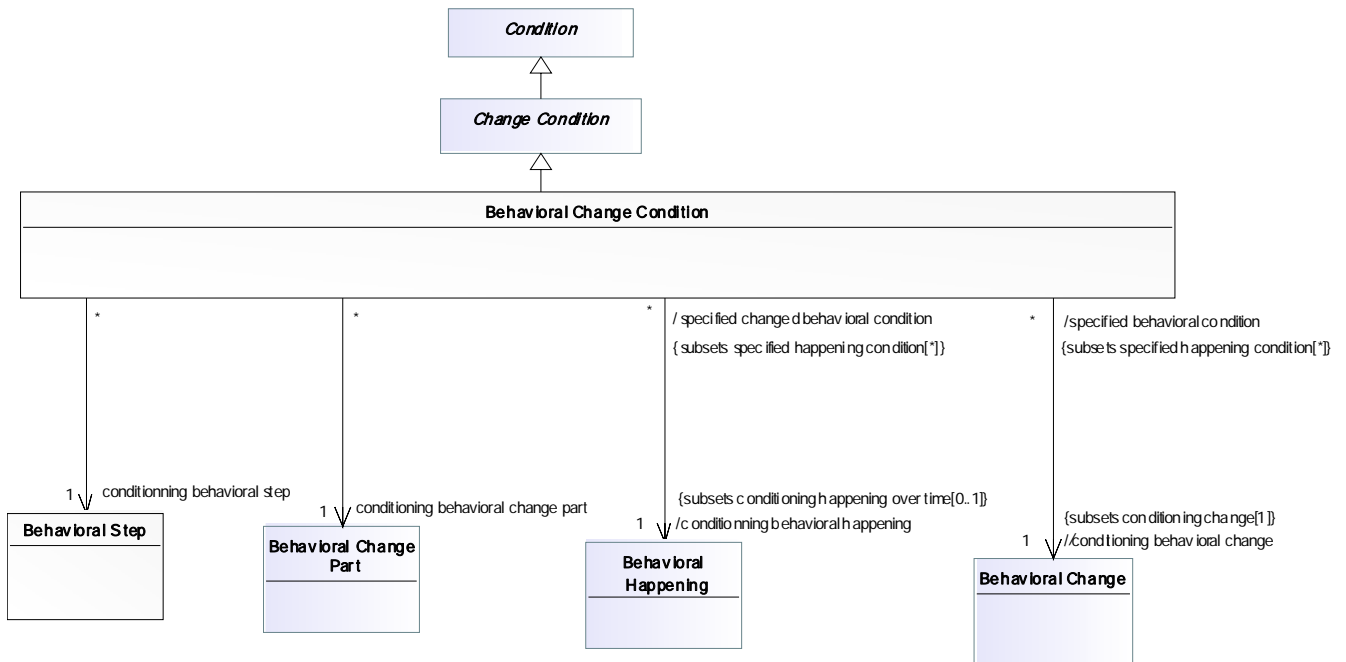 Condition
Change Condition
Behavioral Change Condition
*
*
*
/ specified changed behavioral condition
{ subsets specified happening condition[*] }
*
/specified behavioral condition
{subsets specified happening condition[*]}
1
conditionning behavioral step
Behavioral Step
1
conditioning behavioral change part
Behavioral Change
Part
{subsets conditioning happening over time[0..1]}
1
/conditionning behavioral happening
Behavioral
Happening
{subsets conditioning change[1]}
1
//conditioning behavioral change
Behavioral Change